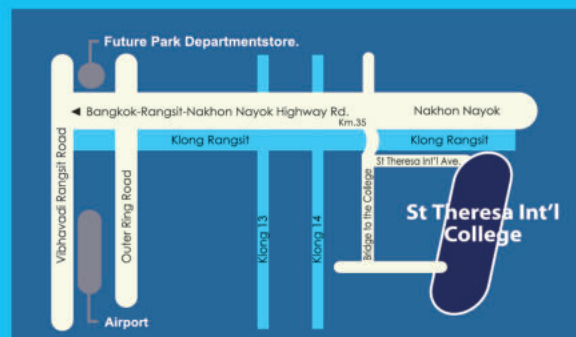 Future Park Departmentstore.
◄ Bangkok-Rangsit-Nakhon Nayok Highway Rd.
Nakhon Nayok
Km.35
Klong Rangsit
Klong Rangsit
St Theresa Int'l Ave.
Vibhavadi Rangsit Road
Outer Ring Road
Klong 13
Klong 14
Bridge to the College
St Theresa Int'l
College
Airport